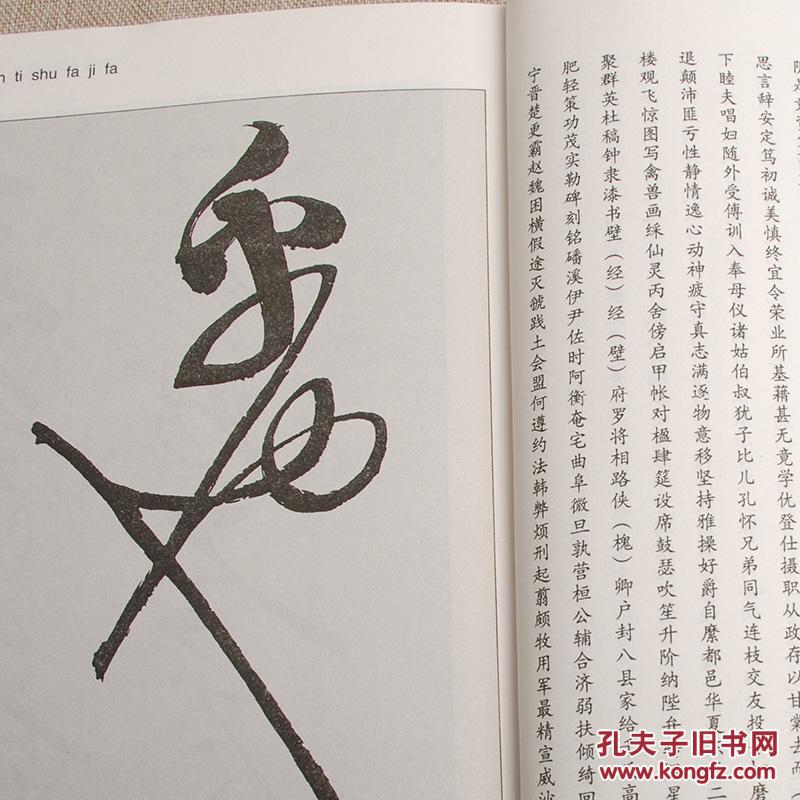 n ti shu fa ji fa
思言辞安定笃初诚美慎终宜令荣业所基藉甚无竟学优登仕摄职从政存以甘棠去而（
下睦夫唱妇随外受傅训入奉母仪诸姑伯叔犹子比儿孔怀兄弟同气连枝交友投磨
退颠沛匪亏性静情逸心动神疲守真志满逐物意移坚持雅操好爵自縻都邑华夏二
楼观飞惊图写禽兽画綵仙灵丙舍傍启甲帐对楹肆筵设席鼓瑟吹笙升阶纳陛弁星
聚群英杜稿钟隶漆书壁（经）经（壁）府罗将相路侠（槐）卿户封八县家给千高
肥轻策功茂实勒碑刻铭磻溪伊尹佐时阿衡奄宅曲阜微旦孰营桓公辅合济弱扶倾绮回
宁晋楚更霸赵魏困横假途灭虢践土会盟何遵约法韩弊烦刑起翦颇牧用军最精宣威沙
孔夫子旧书网
www.kongfz.com